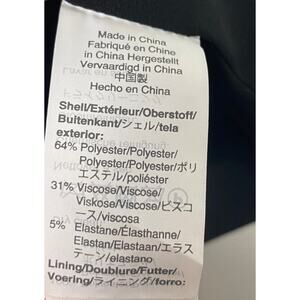 Made in China
Fabriqué en Chine
In China Hergestellt
Vervaardigd in China
中国製
Hecho en China
Shell/Extérieur/Oberstoff/
Buitenkant/シェル/tela
exterior:
64% Polyester/Polyester/
Polyester/Polyester/ポリ
エステル/poliéster
31% Viscose/Viscose/
Viskose/Viscose/ビスコ
ース/viscosa
5% Elastane/Élasthanne/
Elastan/Elastaan/エラス
テーン/elastano
Lining/Doublure/Futter/
Voering/ライニング/forro: